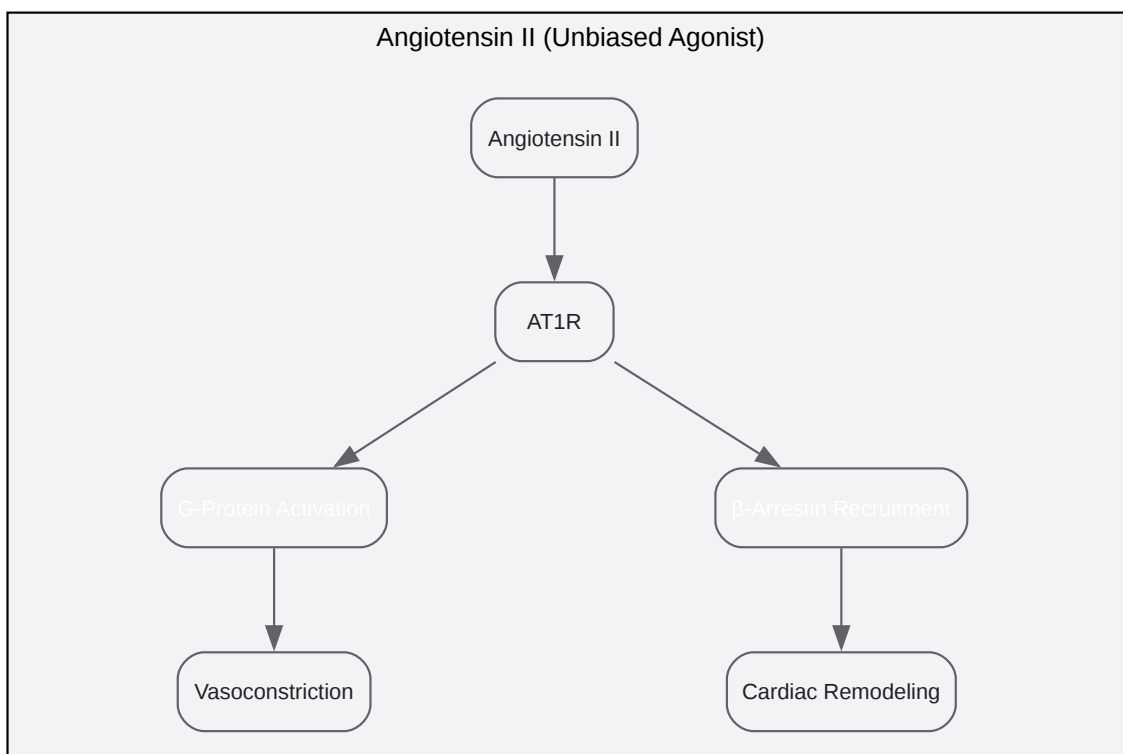 Angiotensin II (Unbiased Agonist)
Angiotensin II
AT1R
G-Protein Activation
β-Arrestin Recruitment
Vasoconstriction
Cardiac Remodeling